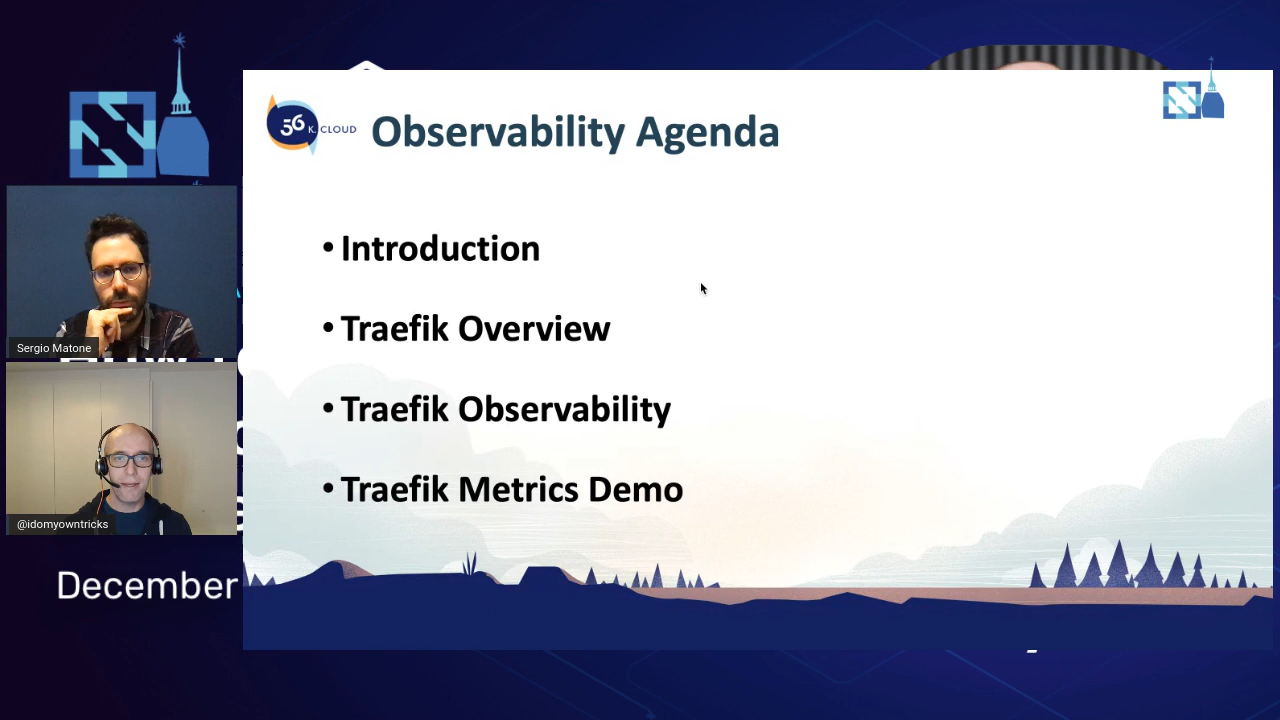 56 K.CLOUD
Observability Agenda
• Introduction
• Traefik Overview
• Traefik Observability
• Traefik Metrics Demo
Sergio Matone
@idomyowntricks
December